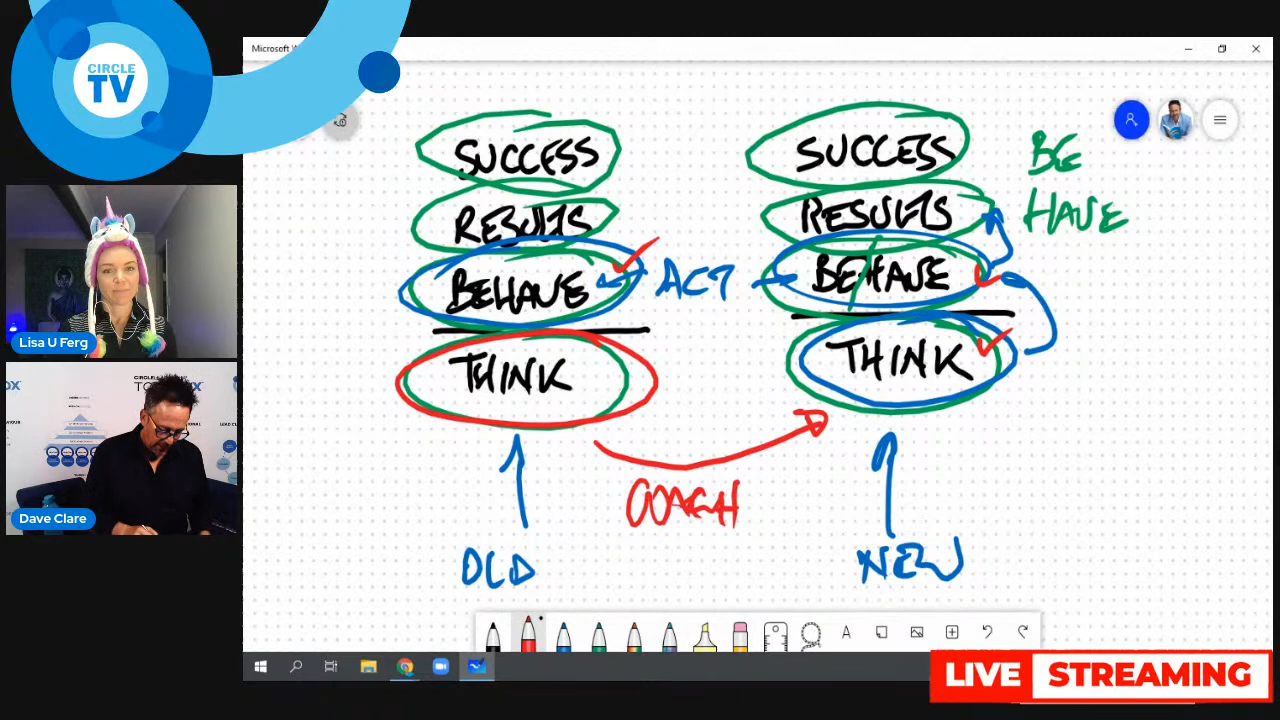 CIRCLE
TV
Microsoft W
SUCCESS
RESULTS
BEHAVE
THINK
ACT
SUCCESS
RESULTS
BEHAVE
THINK
BE
HAVE
COACH
OLD
NEW
Lisa U Ferg
Dave Clare
LIVE STREAMING